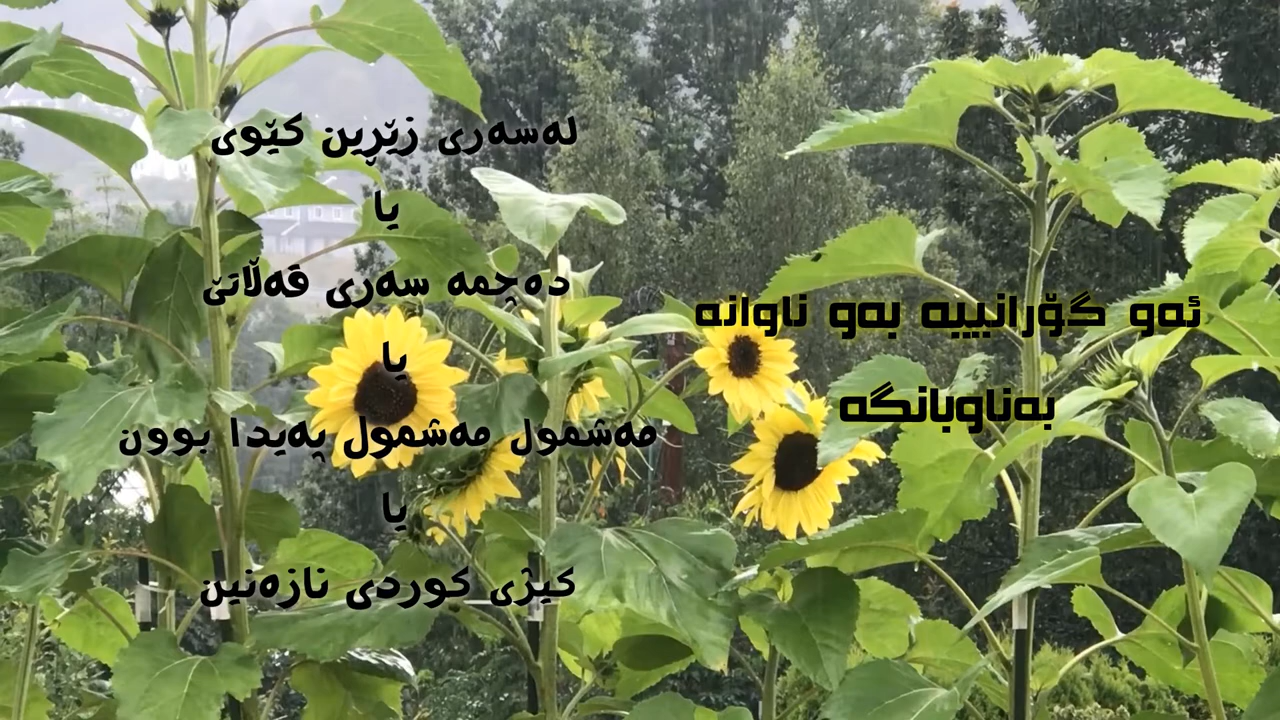 ئەو گۆرانییە بەو ناوانە
بەناوبانگە
لەسەری زێڕین کێوی
یا
دەچمە سەری قەڵاتێ
یا
مەشمول مەشمول پەیدا بوون
یا
کیژی کوردی نازەنین